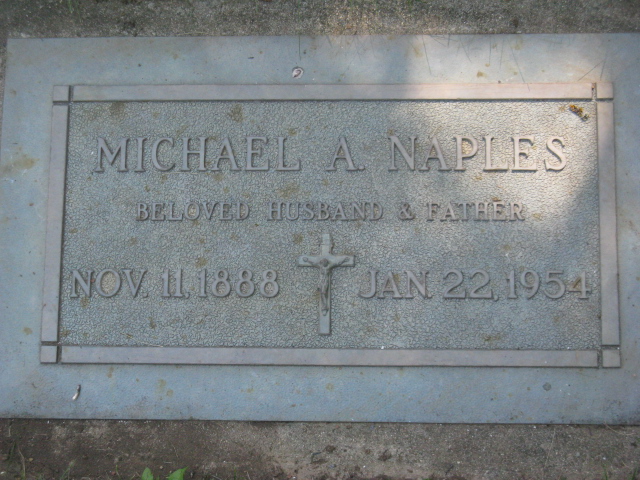 MICHAEL A. NAPLES
BELOVED HUSBAND & FATHER
NOV. 11, 1888 JAN. 22, 1954